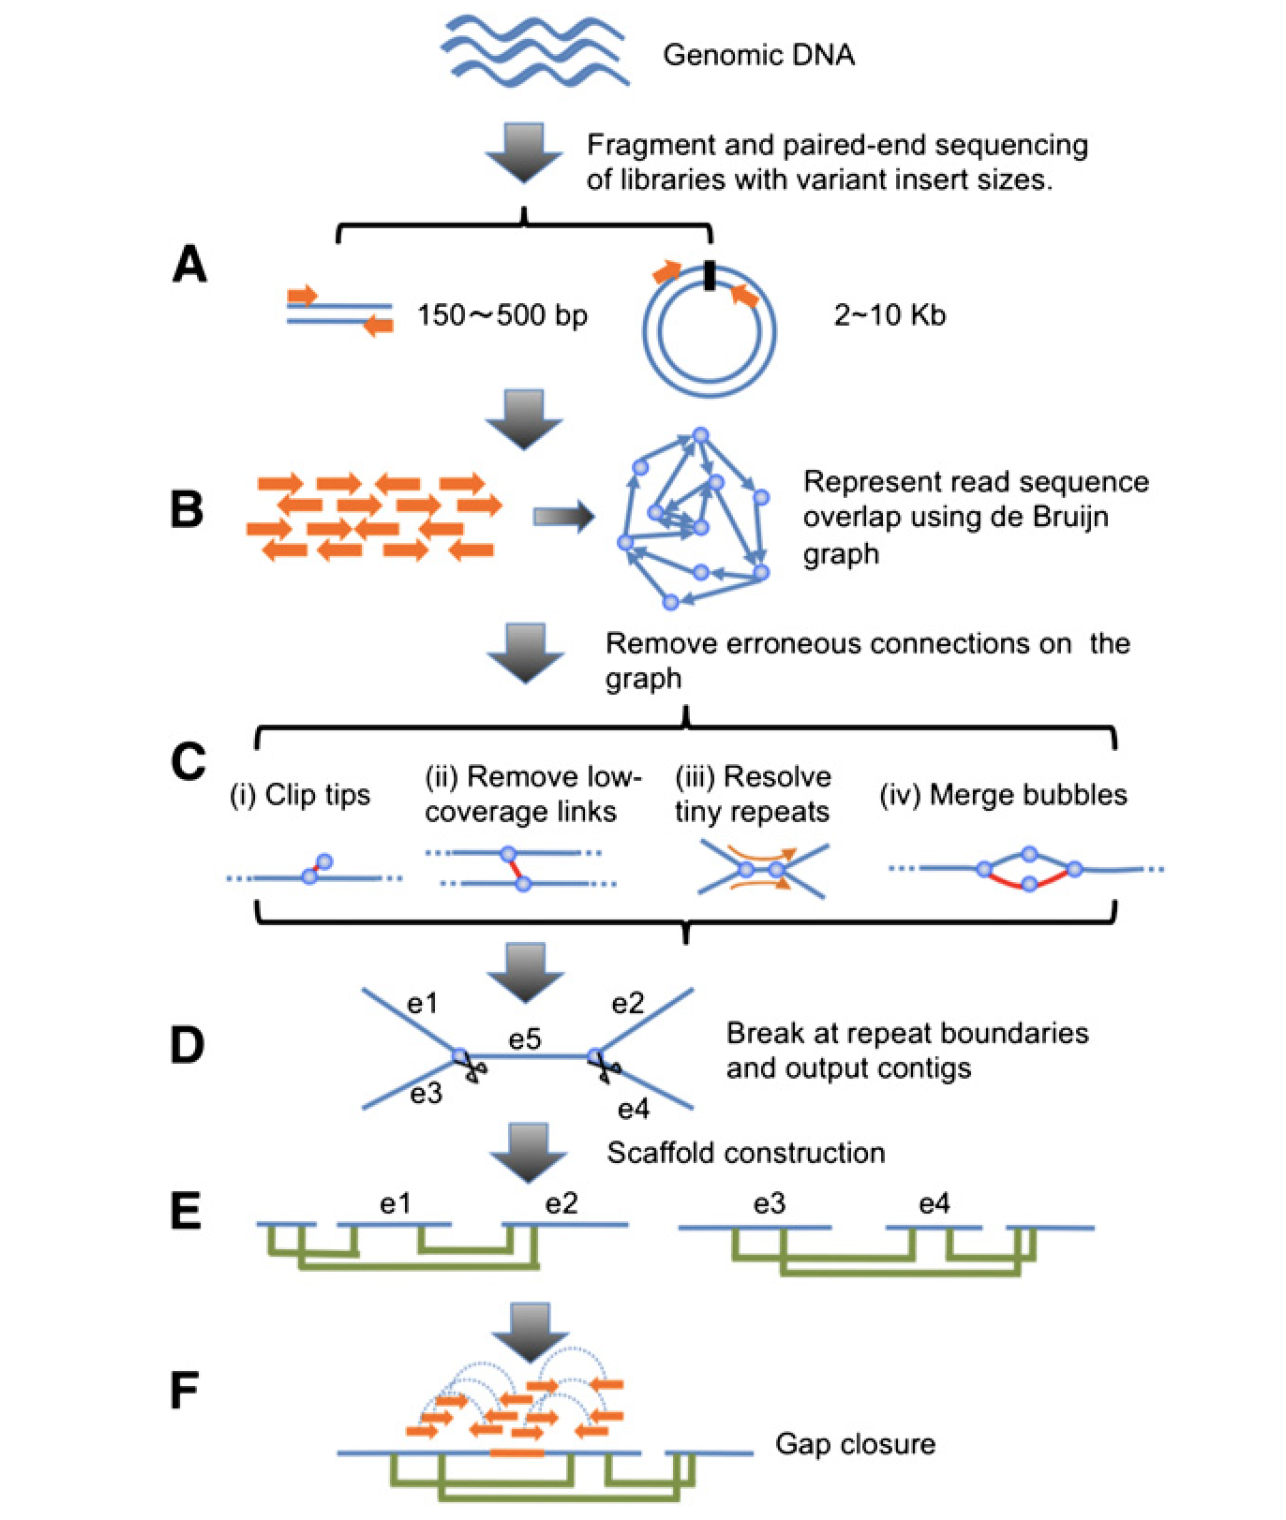 Genomic DNA
Fragment and paired-end sequencing
of libraries with variant insert sizes.
A
150～500 bp
2~10 Kb
B
Represent read sequence
overlap using de Bruijn
graph
Remove erroneous connections on the
graph
C
(i) Clip tips
(ii) Remove low-
coverage links
(iii) Resolve
tiny repeats
(iv) Merge bubbles
D
e1
e2
e5
e3
e4
Break at repeat boundaries
and output contigs
Scaffold construction
E
e1
e2
e3
e4
F
Gap closure